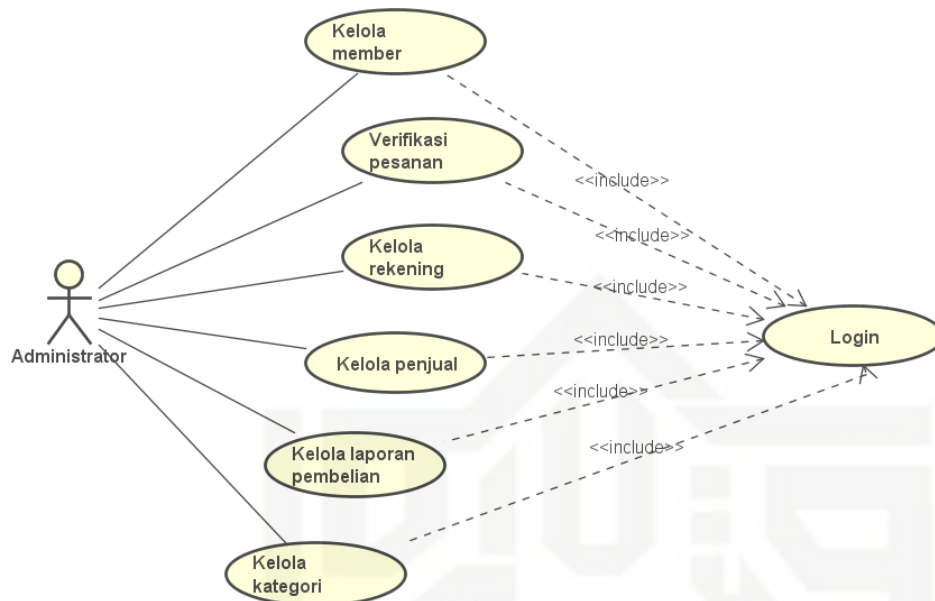 Kelola
member
Verifikasi
pesanan
<<include>>
<<include>>
Kelola
rekening
<<include>>
Administrator
Kelola penjual
<<include>>
Login
<<include>>
Kelola laporan
pembelian
<<include>>
Kelola
kategori